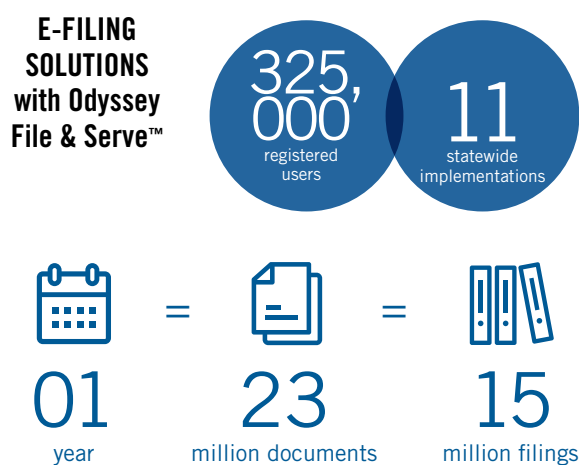 E-FILING
SOLUTIONS
with Odyssey
File & Serve™
325,
000
registered
users
11
statewide
implementations
= =
01 23 15
year million documents million filings